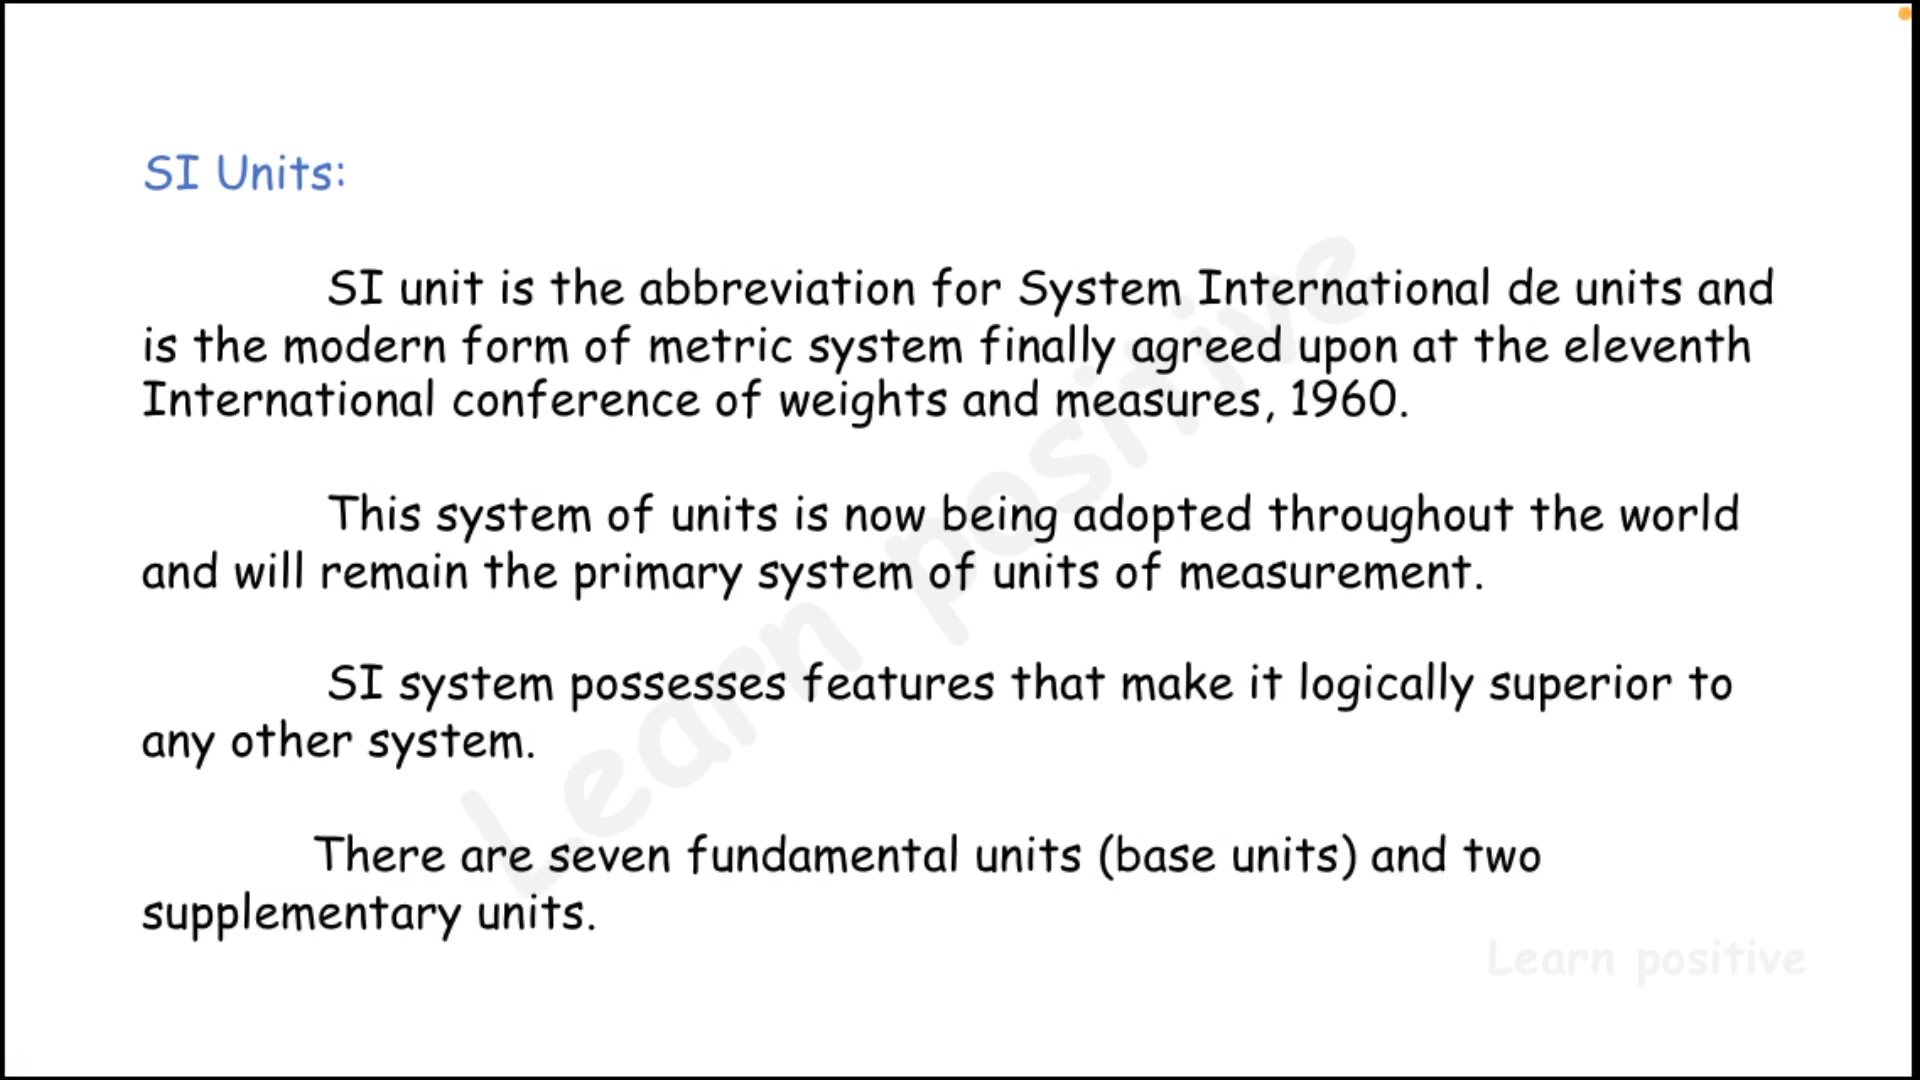 SI Units:
SI unit is the abbreviation for System International de units and
is the modern form of metric system finally agreed upon at the eleventh
International conference of weights and measures, 1960.
This system of units is now being adopted throughout the world
and will remain the primary system of units of measurement.
SI system possesses features that make it logically superior to
any other system.
There are seven fundamental units (base units) and two
supplementary units.
Learn positive
Learn positive